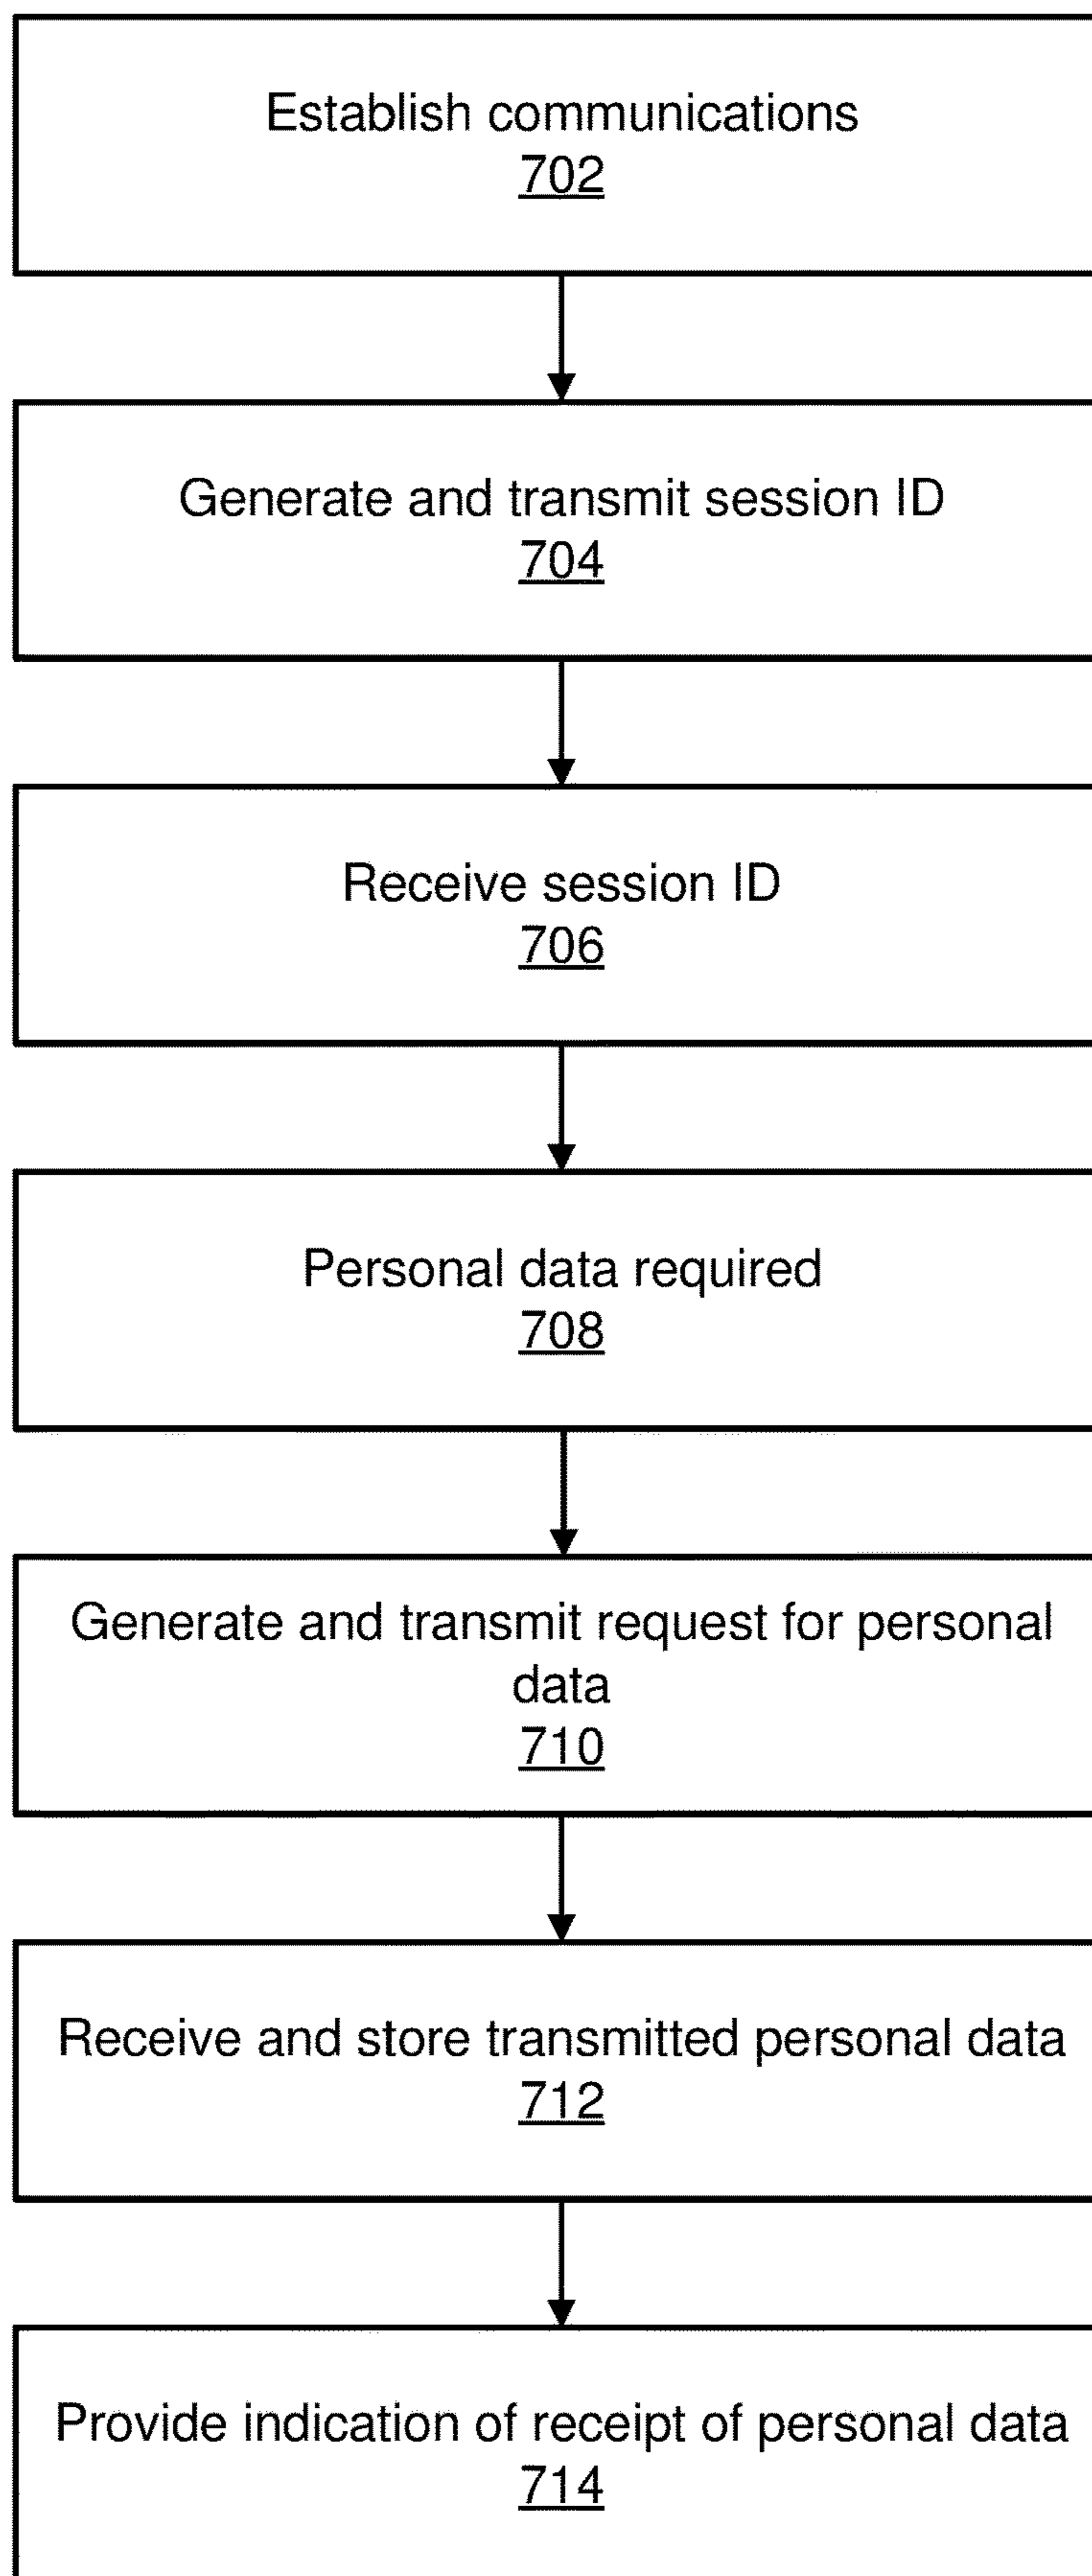 Establish communications
702
Generate and transmit session ID
704
Receive session ID
706
Personal data required
708
Generate and transmit request for personal
data
710
Receive and store transmitted personal data
712
Provide indication of receipt of personal data
714